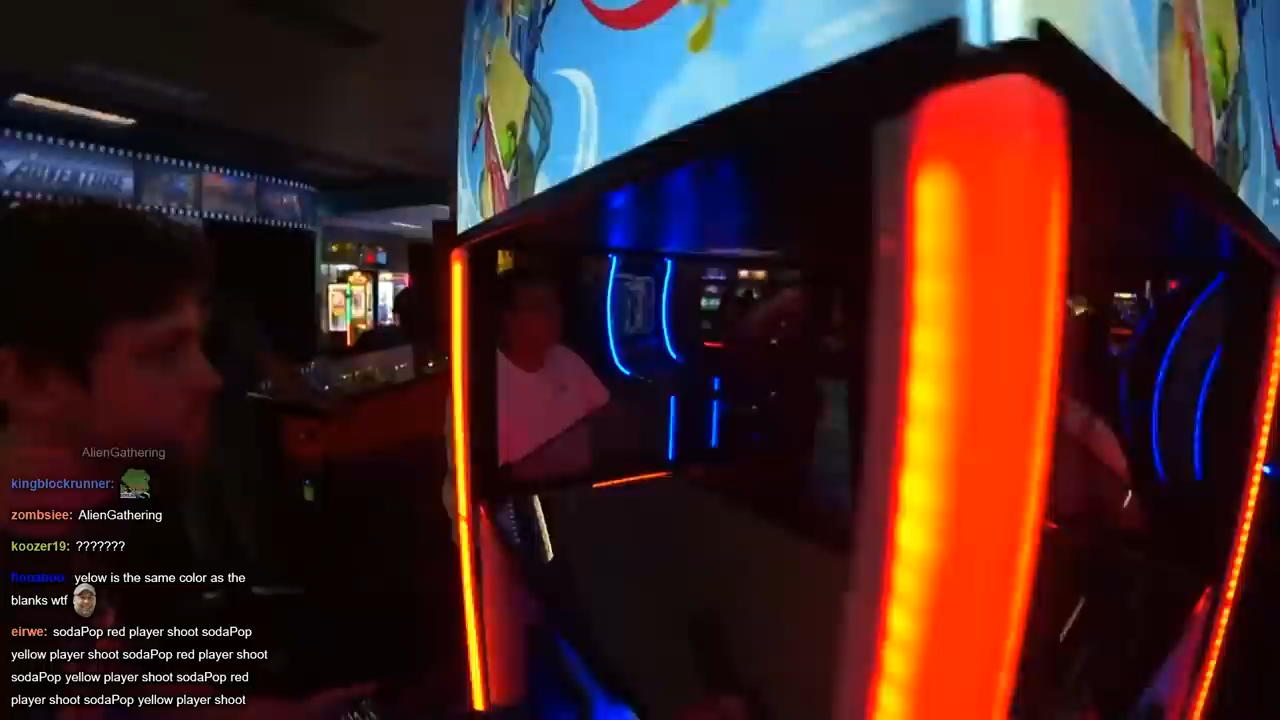 AlienGathering
kingblockrunner:
zombsiee: AlienGathering
koozer19: ???????
yelow is the same color as the
blanks wtf
eirwe: sodaPop red player shoot sodaPop
yellow player shoot sodaPop red player shoot
sodaPop yellow player shoot sodaPop red
player shoot sodaPop yellow player shoot